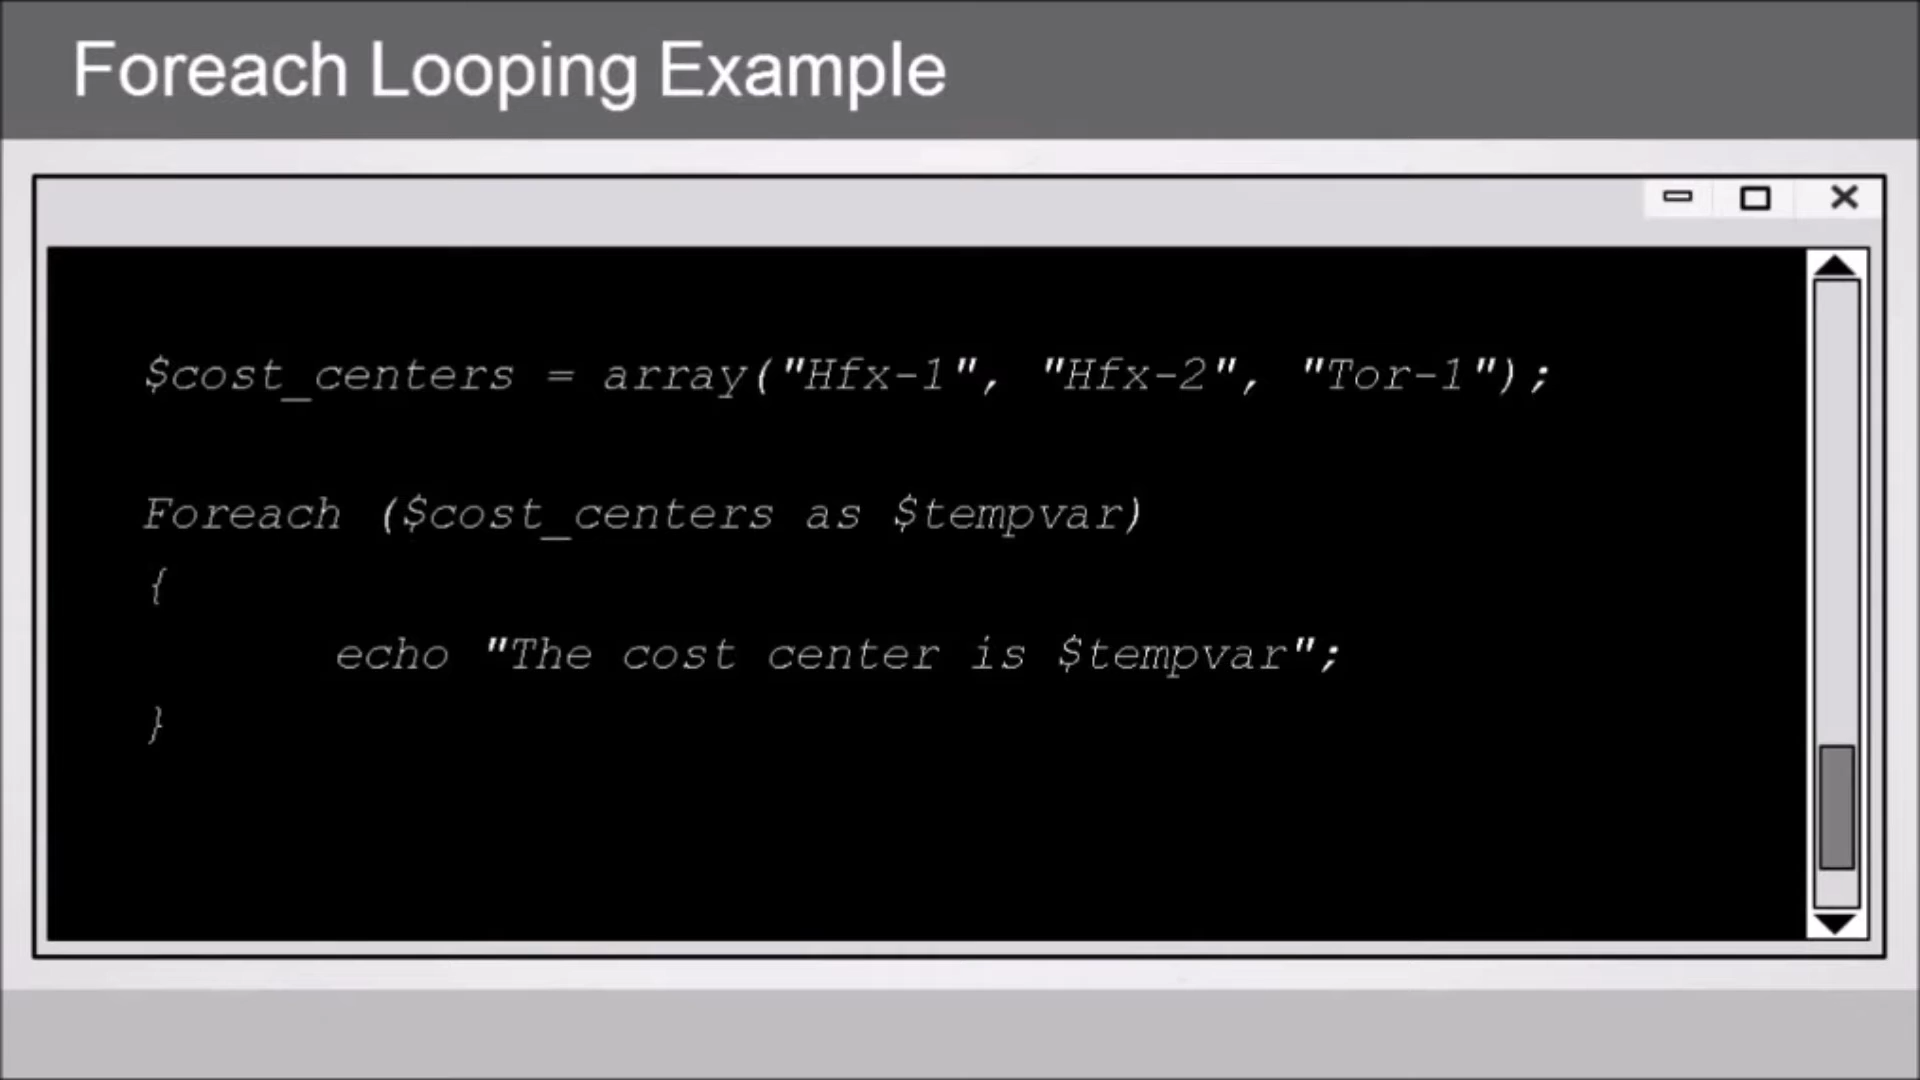 Foreach Looping Example
$cost_centers = array("Hfx-1", "Hfx-2", "Tor-1");
Foreach ($cost_centers as $tempvar)
{
echo "The cost center is $tempvar";
}